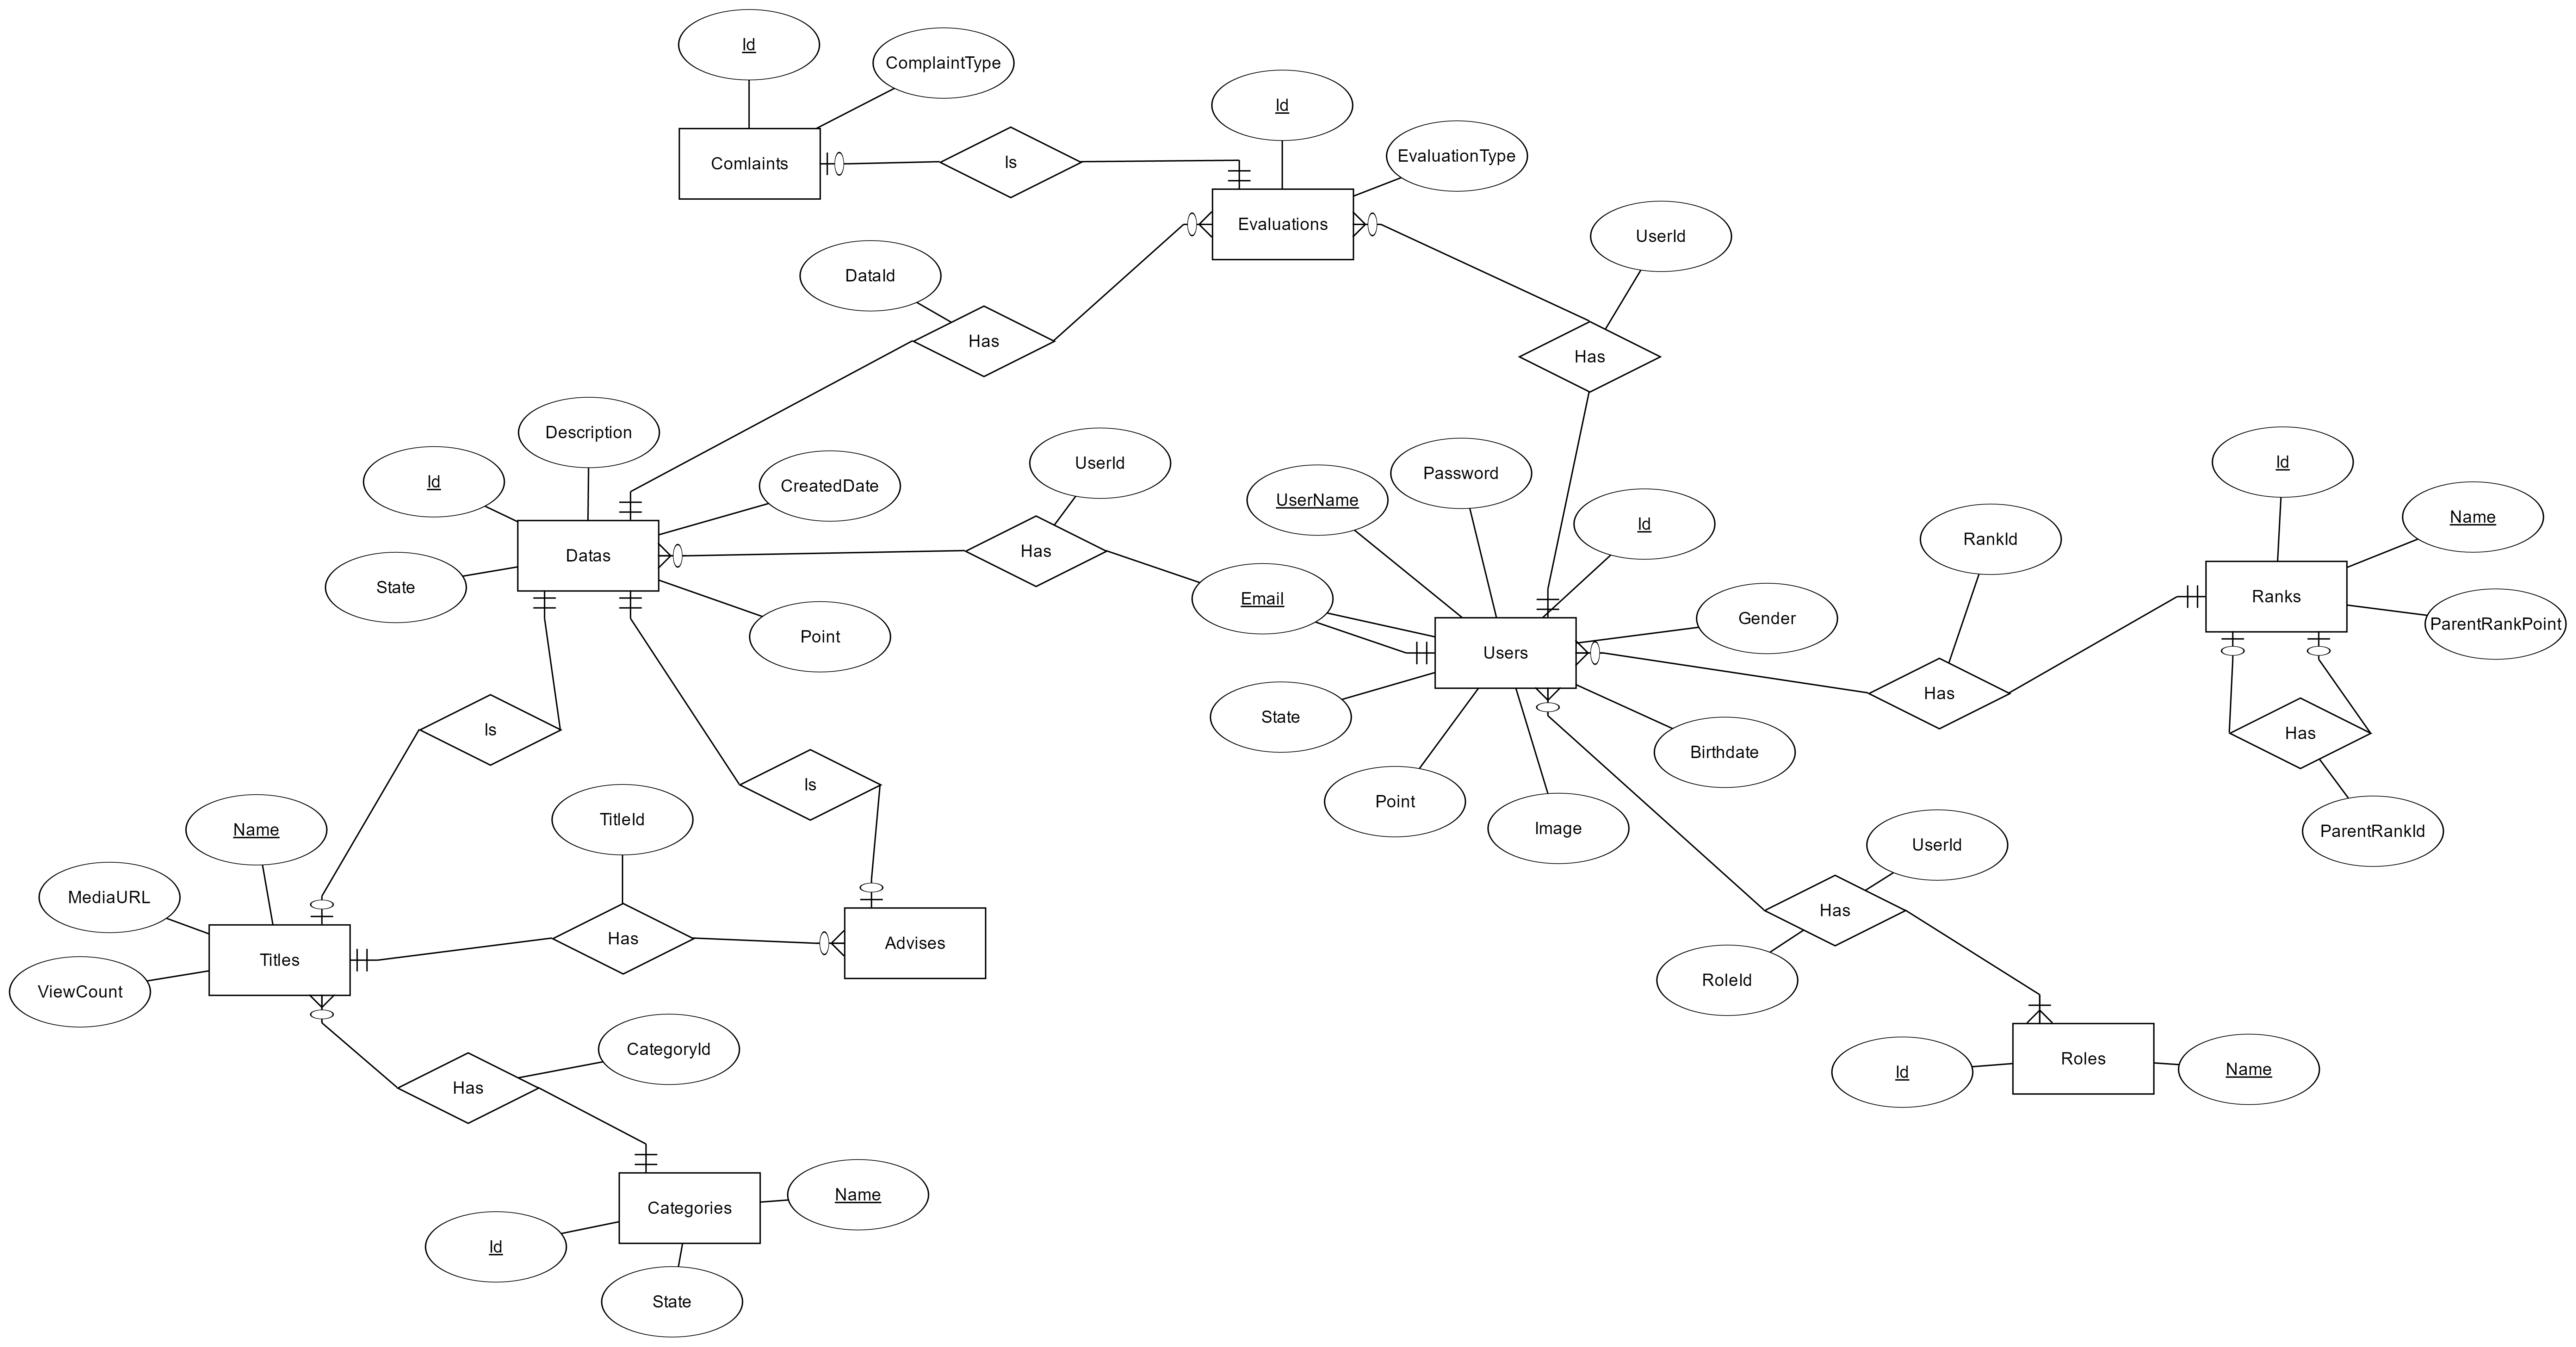 Id
ComplaintType
Comlaints
Is
Id
EvaluationType
Evaluations
UserId
DataId
Has
Has
Description
Id
CreatedDate
Datas
State
Point
UserId
Has
UserName
Password
Id
Email
Gender
Users
State
Point
Image
Birthdate
RankId
Has
Id
Name
Ranks
ParentRankPoint
Has
ParentRankId
Is
Is
Name
MediaURL
ViewCount
Titles
TitleId
Has
Advises
UserId
Has
RoleId
Id
Roles
Name
CategoryId
Has
Categories
Name
Id
State